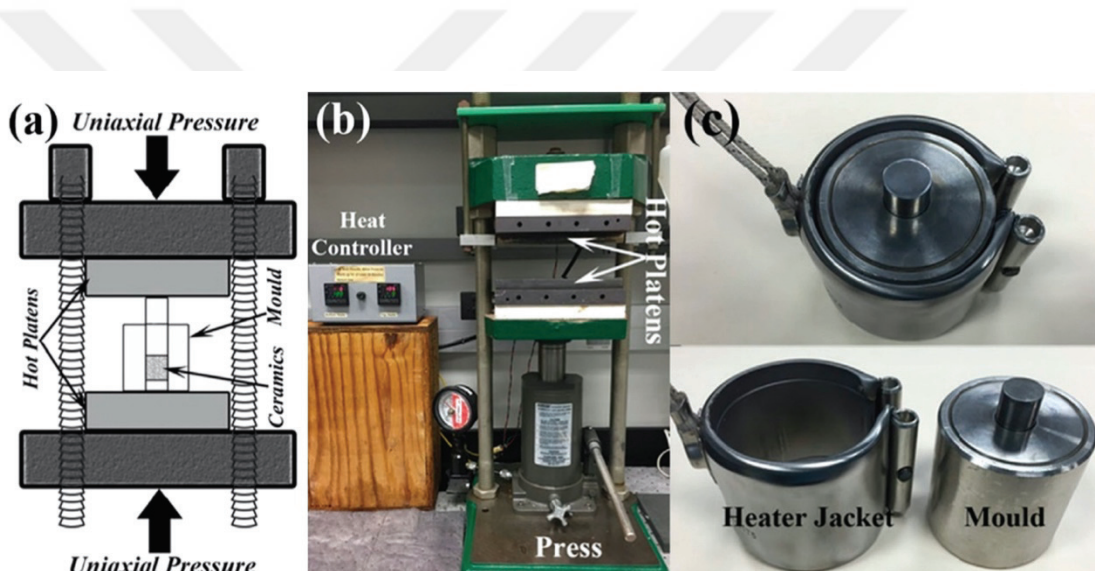 (a)
Uniaxial Pressure
Hot Platens
Mould
Ceramics
Uniaxial Pressure
(b)
Heat
Controller
Hot Platens
Press
(c)
Heater Jacket
Mould